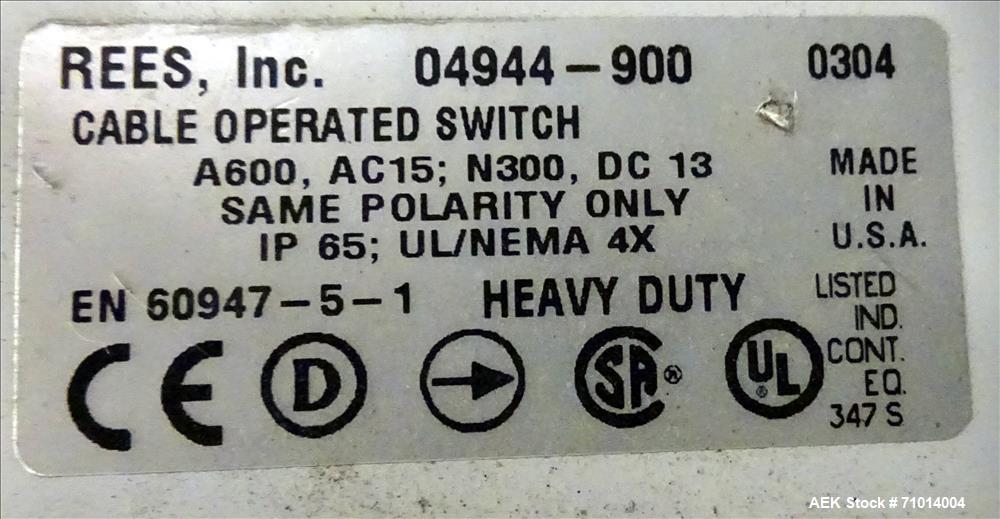 REES, Inc. 04944-900 0304
CABLE OPERATED SWITCH
A600, AC15; N300, DC 13
SAME POLARITY ONLY
IP 65; UL/NEMA 4X
MADE
IN
U.S.A.
EN 60947-5-1 HEAVY DUTY
CE D SA ® UL ®
LISTED
IND.
CONT.
EQ.
347 S
AEK Stock # 71014004